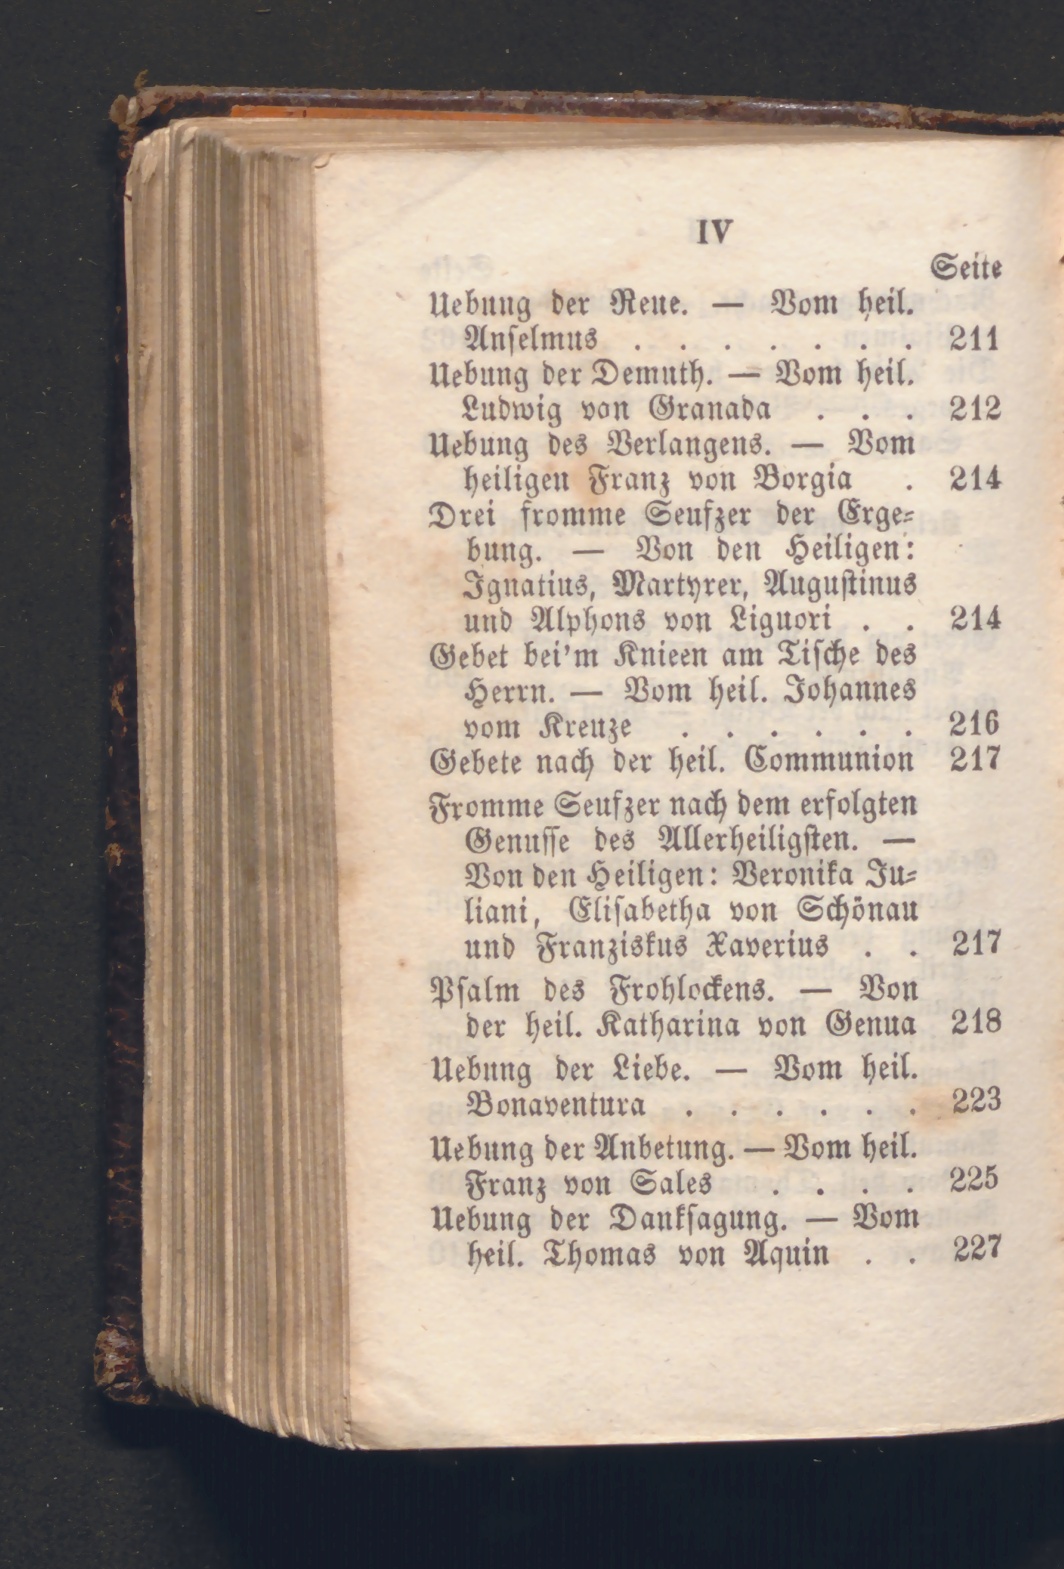 IV
Seite
Uebung der Reue. — Vom heil.
Anselmus . . . . . . . 211
Uebung der Demuth. — Vom heil.
Ludwig von Granada . . . 212
Uebung des Verlangens. — Vom
heiligen Franz von Borgia . 214
Drei fromme Seufzer der Erge=
bung. — Von den Heiligen:
Ignatius, Martyrer, Augustinus
und Alphons von Liguori . . 214
Gebet bei'm Knieen am Tische des
Herrn. — Vom heil. Johannes
vom Kreuze . . . . . . 216
Gebete nach der heil. Communion 217
Fromme Seufzer nach dem erfolgten
Genusse des Allerheiligsten. —
Von den Heiligen: Veronika Ju=
liani, Elisabetha von Schönau
und Franziskus Xaverius . . 217
Psalm des Frohlockens. — Von
der heil. Katharina von Genua 218
Uebung der Liebe. — Vom heil.
Bonaventura . . . . . . 223
Uebung der Anbetung. — Vom heil.
Franz von Sales . . . . 225
Uebung der Danksagung. — Vom
heil. Thomas von Aquin . . 227